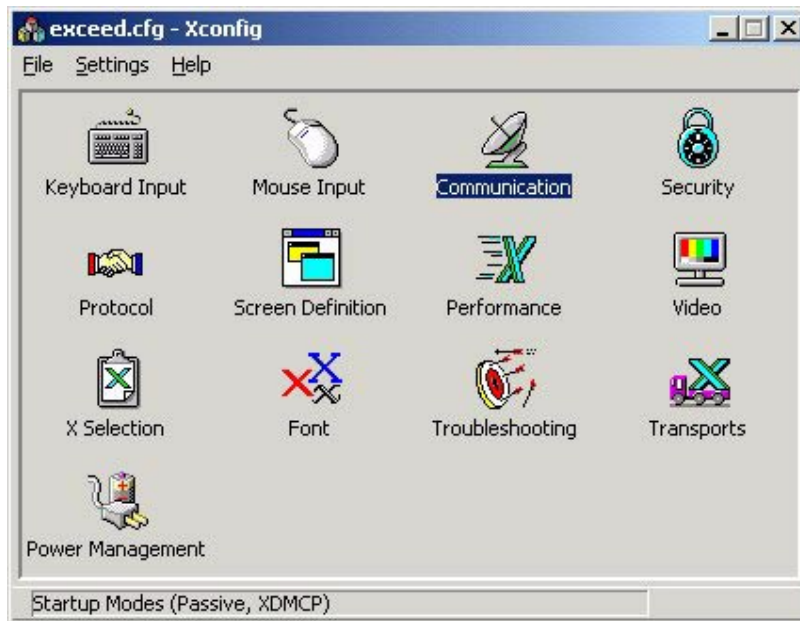 exceed.cfg - Xconfig
File Settings Help
Keyboard Input Mouse Input Communication Security
Protocol Screen Definition Performance Video
X Selection Font Troubleshooting Transports
Power Management
Startup Modes (Passive, XDMCP)